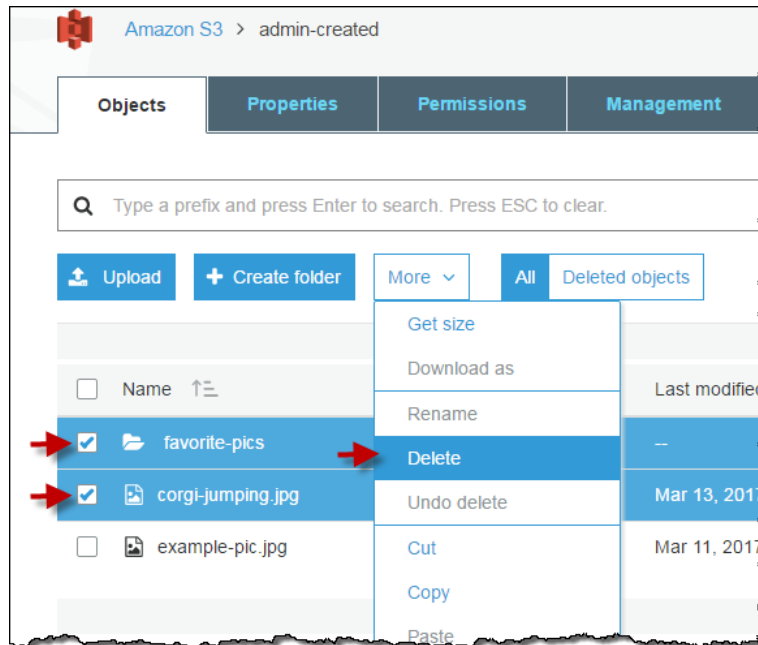 Amazon S3 > admin-created
Objects Properties Permissions Management
Type a prefix and press Enter to search. Press ESC to clear.
Upload + Create folder More All Deleted objects
Get size
Download as
Name Last modified
Rename
favorite-pics --
Delete
corgi-jumping.jpg Mar 13, 2017
Undo delete
example-pic.jpg Mar 11, 2017
Cut
Copy
Paste